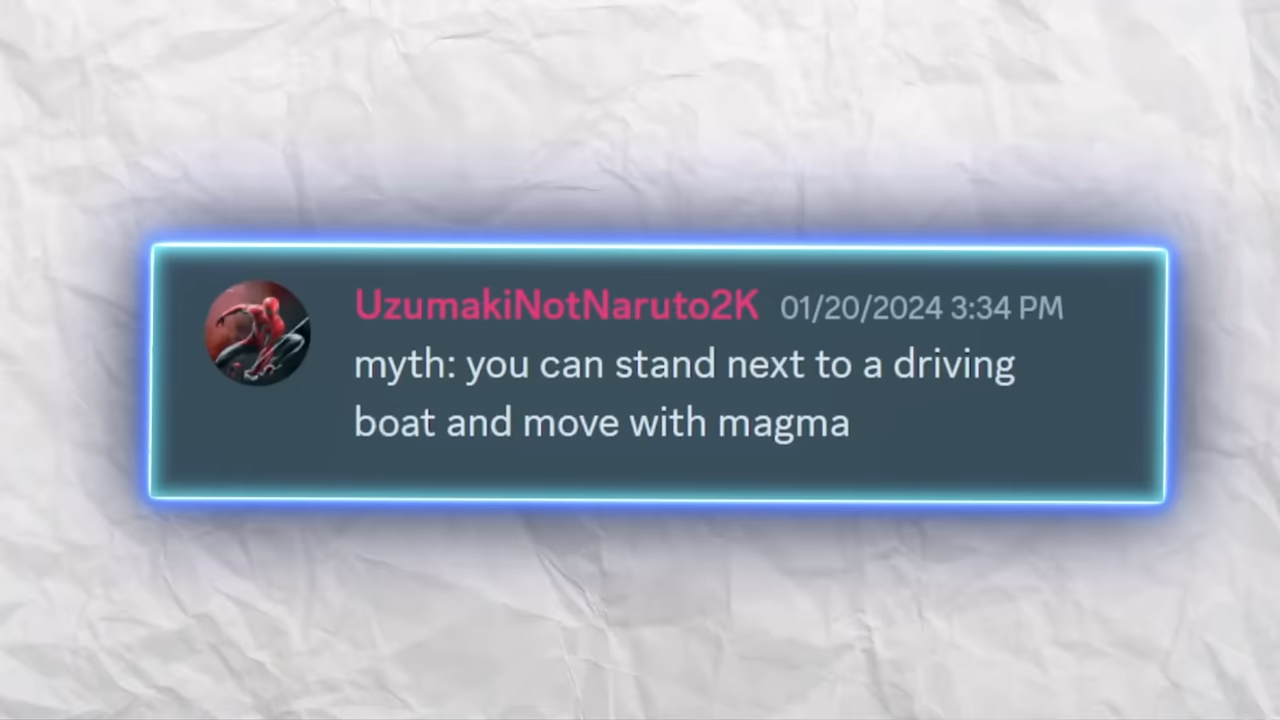 UzumakiNotNaruto2K 01/20/2024 3:34 PM
myth: you can stand next to a driving
boat and move with magma